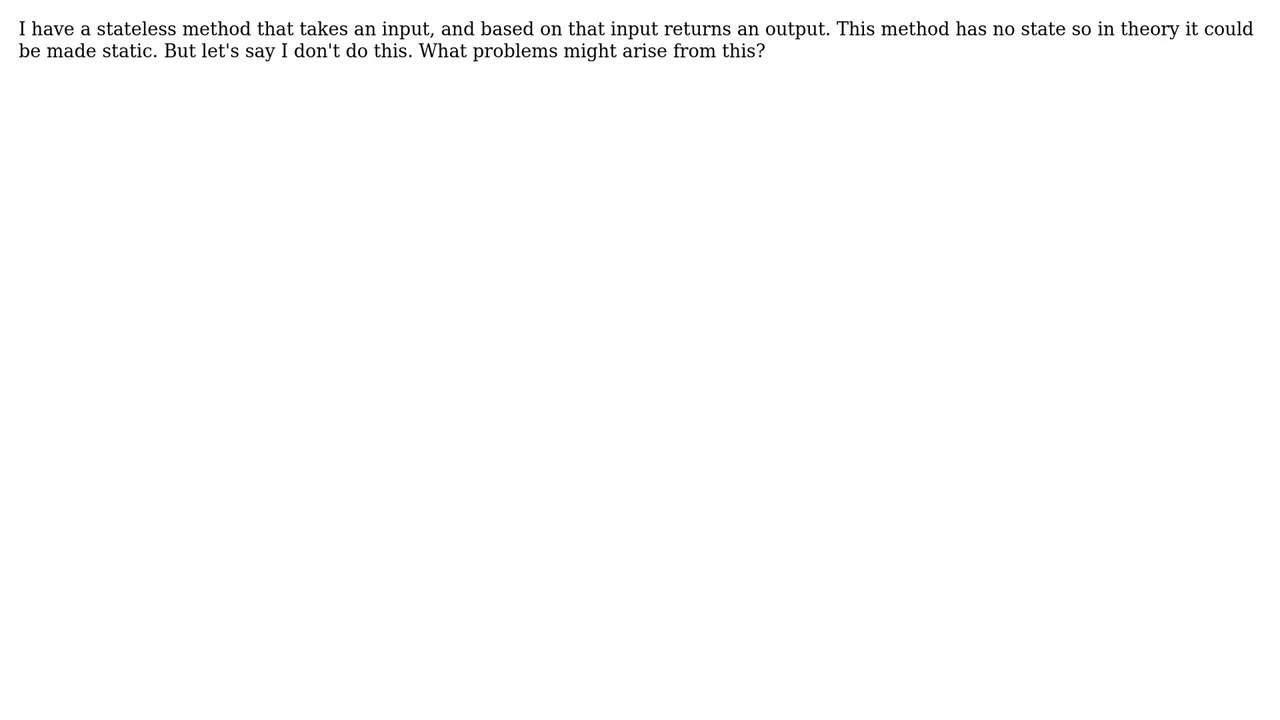 I have a stateless method that takes an input, and based on that input returns an output. This method has no state so in theory it could
be made static. But let's say I don't do this. What problems might arise from this?